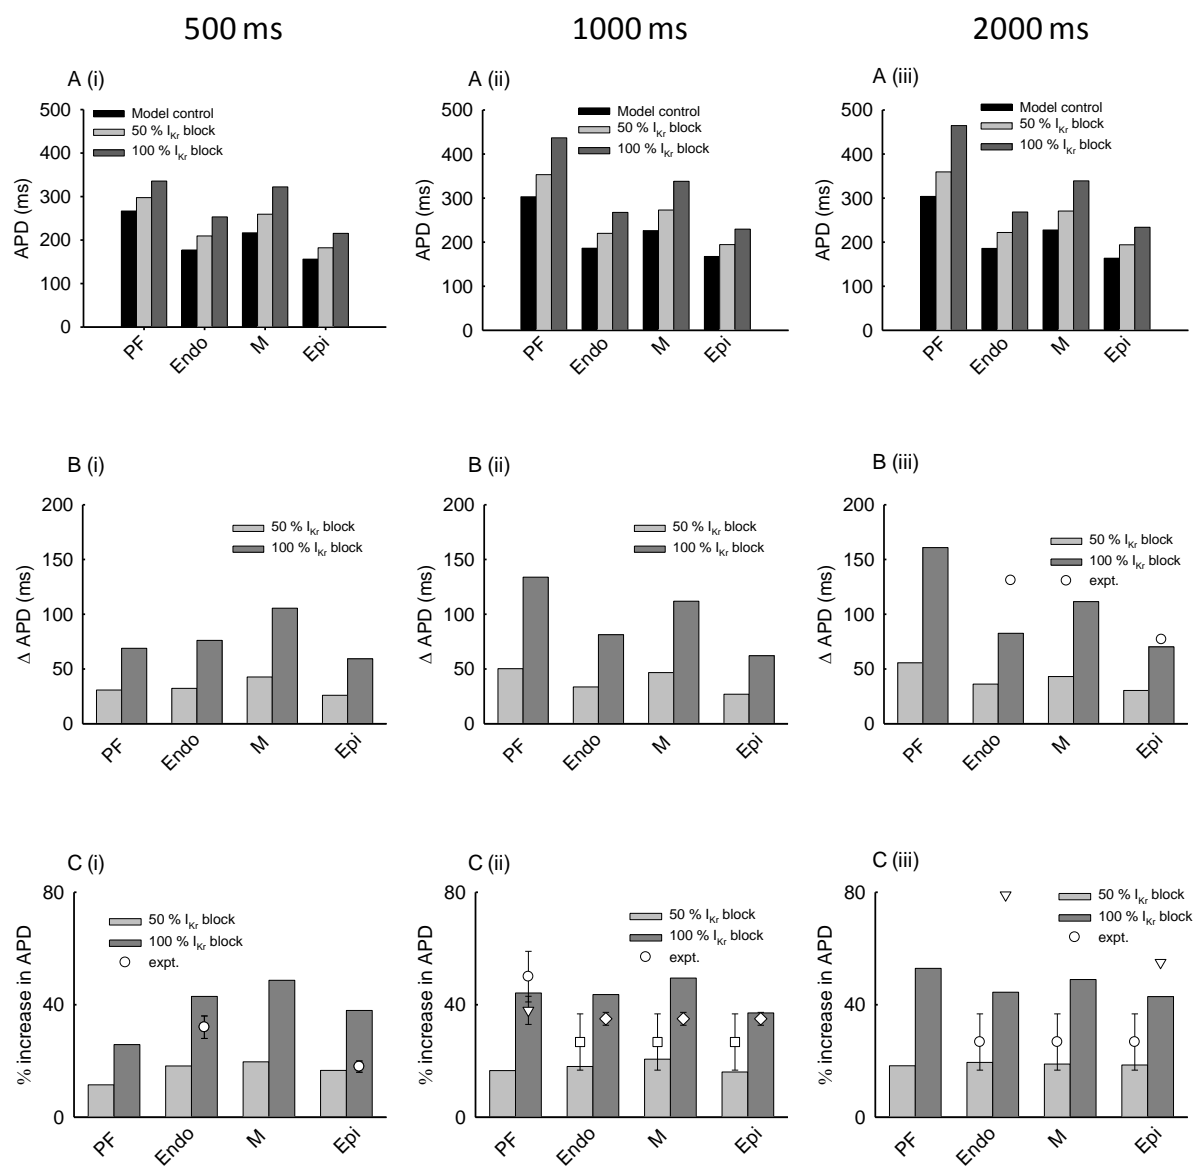 500 ms
1000 ms
2000 ms
A (i)
500
400
300
200
100
0
APD (ms)
Model control
50 % IKr block
100 % IKr block
PF
Endo
M
Epi
A (ii)
500
400
300
200
100
0
APD (ms)
Model control
50 % IKr block
100 % IKr block
PF
Endo
M
Epi
A (iii)
500
400
300
200
100
0
APD (ms)
Model control
50 % IKr block
100 % IKr block
PF
Endo
M
Epi
B (i)
200
150
100
50
0
Δ APD (ms)
50 % IKr block
100 % IKr block
PF
Endo
M
Epi
B (ii)
200
150
100
50
0
Δ APD (ms)
50 % IKr block
100 % IKr block
PF
Endo
M
Epi
B (iii)
200
150
100
50
0
Δ APD (ms)
50 % IKr block
100 % IKr block
expt.
PF
Endo
M
Epi
C (i)
80
40
0
% increase in APD
50 % IKr block
100 % IKr block
expt.
PF
Endo
M
Epi
C (ii)
80
40
0
% increase in APD
50 % IKr block
100 % IKr block
expt.
PF
Endo
M
Epi
C (iii)
80
40
0
% increase in APD
50 % IKr block
100 % IKr block
expt.
PF
Endo
M
Epi